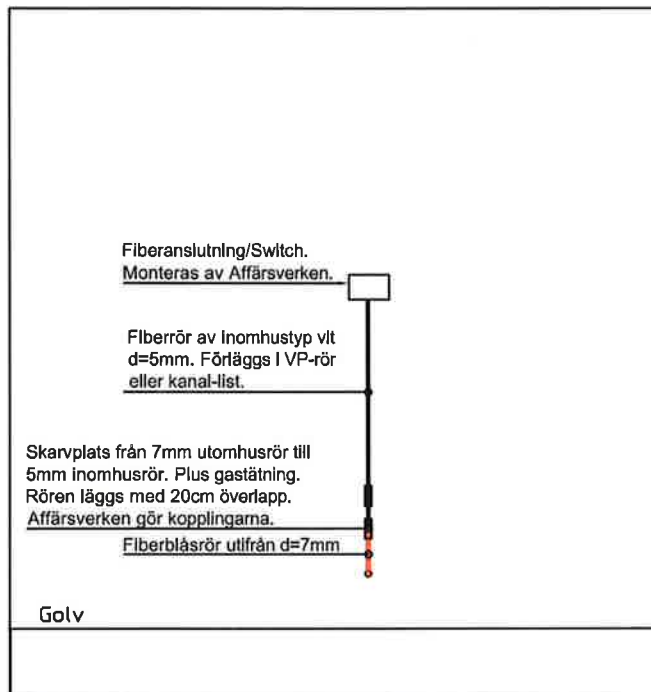 Fiberanslutning/Switch.
Monteras av Affärsverken.
Fiberrör av inomhustyp vit
d=5mm. Förläggs i VP-rör
eller kanal-list.
Skarvplats från 7mm utomhusrör till
5mm inomhusrör. Plus gastätning.
Rören läggs med 20cm överlapp.
Affärsverken gör kopplingarna.
Fiberblåsrör utifrån d=7mm
Golv